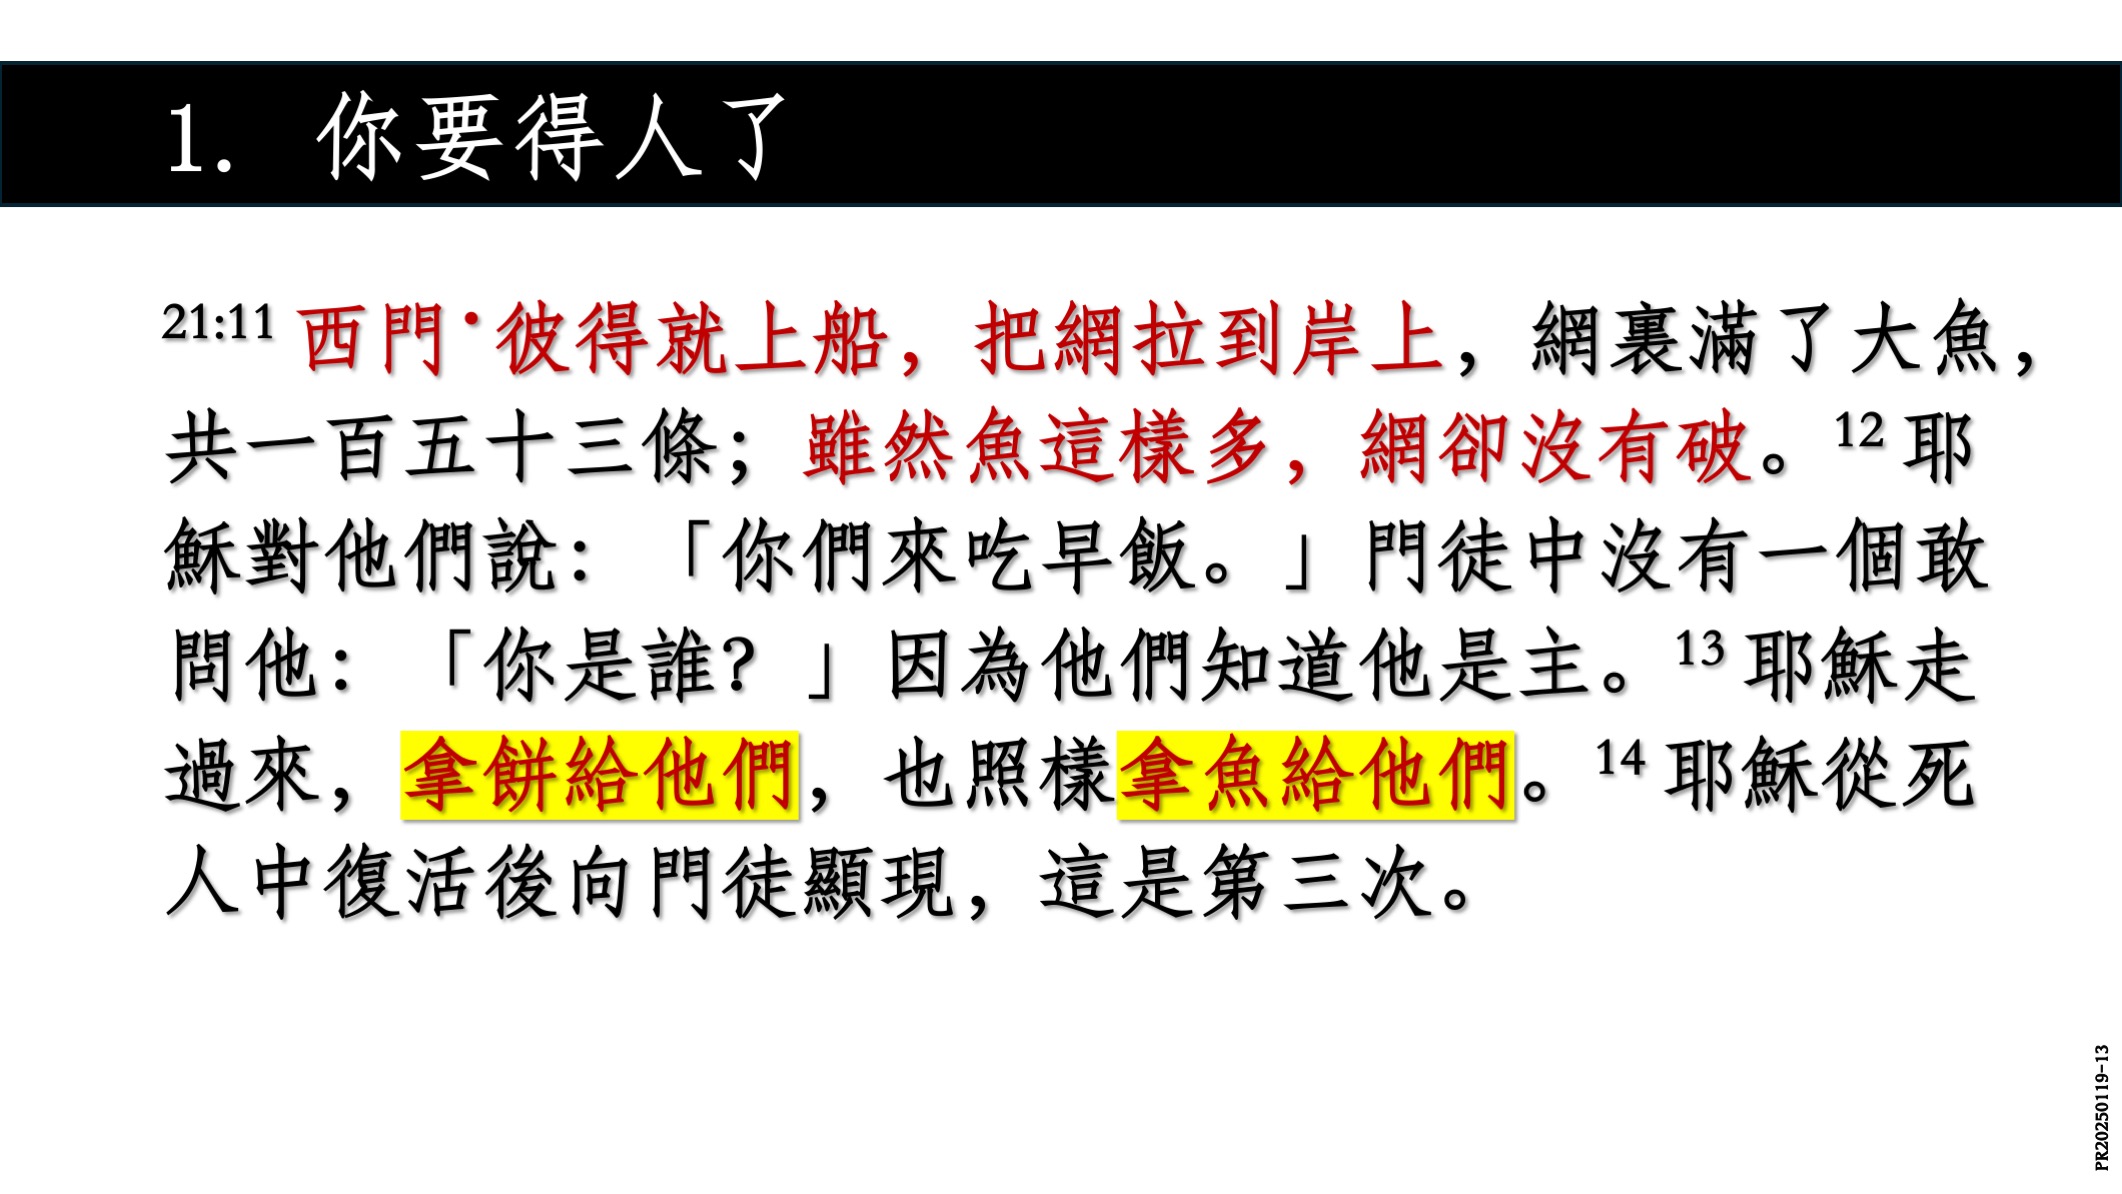 1. 你要得人了
21:11 西門·彼得就上船，把網拉到岸上，網裏滿了大魚，
共一百五十三條；雖然魚這樣多，網卻沒有破。12 耶
穌對他們說：「你們來吃早飯。」門徒中沒有一個敢
問他：「你是誰？」因為他們知道他是主。13 耶穌走
過來，拿餅給他們，也照樣拿魚給他們。14 耶穌從死
人中復活後向門徒顯現，這是第三次。
PR20250119-13